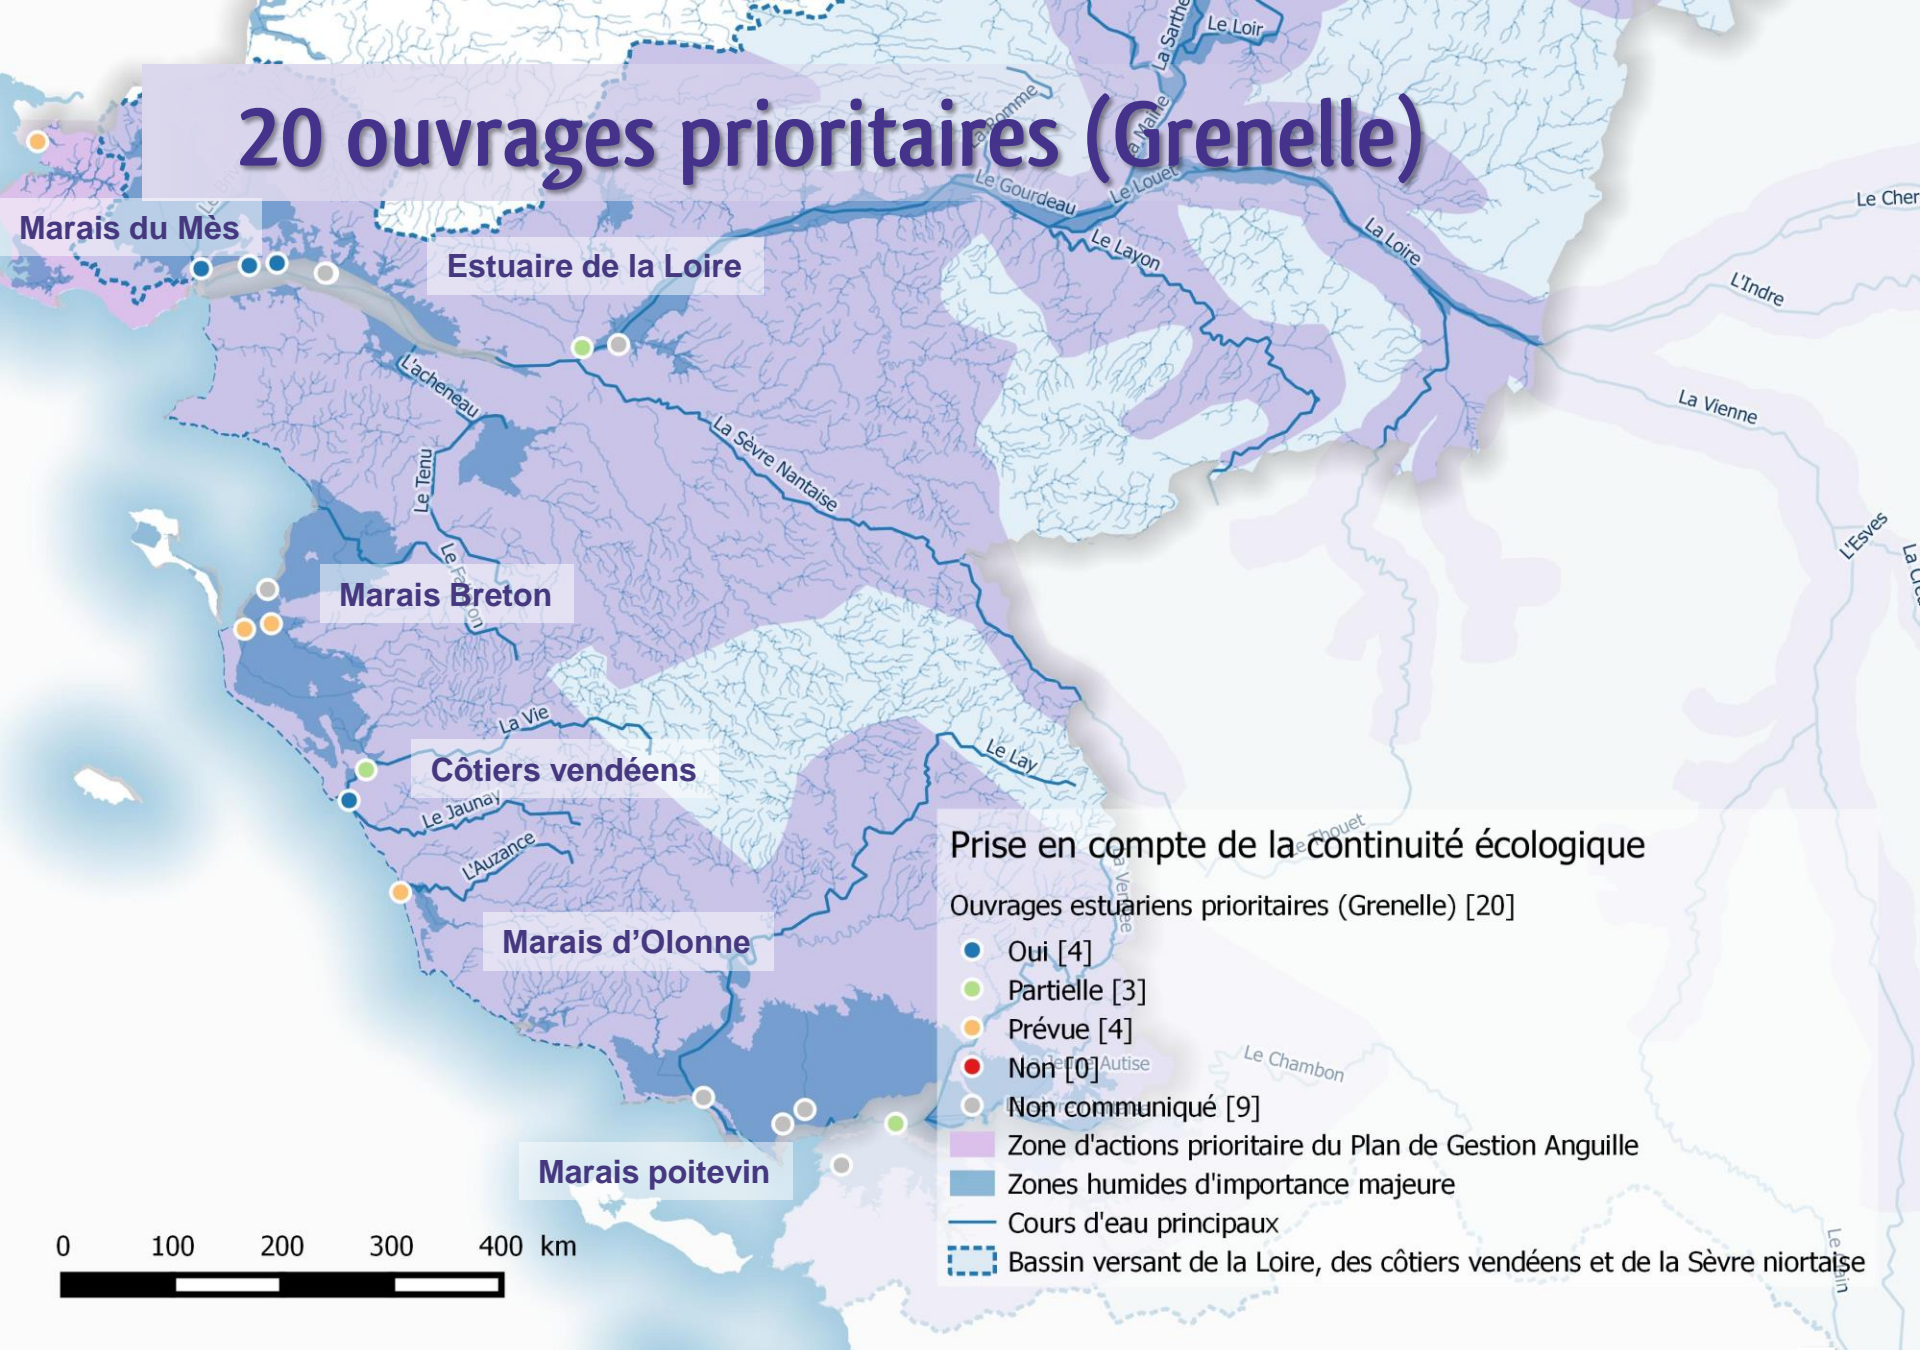 La Sarthe
Le Loir
20 ouvrages prioritaires (Grenelle)
Le Gourdeau
Le Louet
Le Cher
Marais du Mès
La Loire
Le Layon
Estuaire de la Loire
L'Indre
L'acheneau
La Vienne
La Sèvre Nantaise
Le Tenu
L'Esves
Marais Breton
La Vie
Le Lay
Côtiers vendéens
Le Jaunay
L'Auzance
Le Thouet
Marais d'Olonne
Prise en compte de la continuité écologique
Ouvrages estuariens prioritaires (Grenelle) [20]
Oui [4]
Partielle [3]
Prévue [4]
Non [0]
Autise
Le Chambon
Non communiqué [9]
Zone d'actions prioritaire du Plan de Gestion Anguille
Marais poitevin
Zones humides d'importance majeure
Cours d'eau principaux
Bassin versant de la Loire, des côtiers vendéens et de la Sèvre niortaise
0 100 200 300 400 km